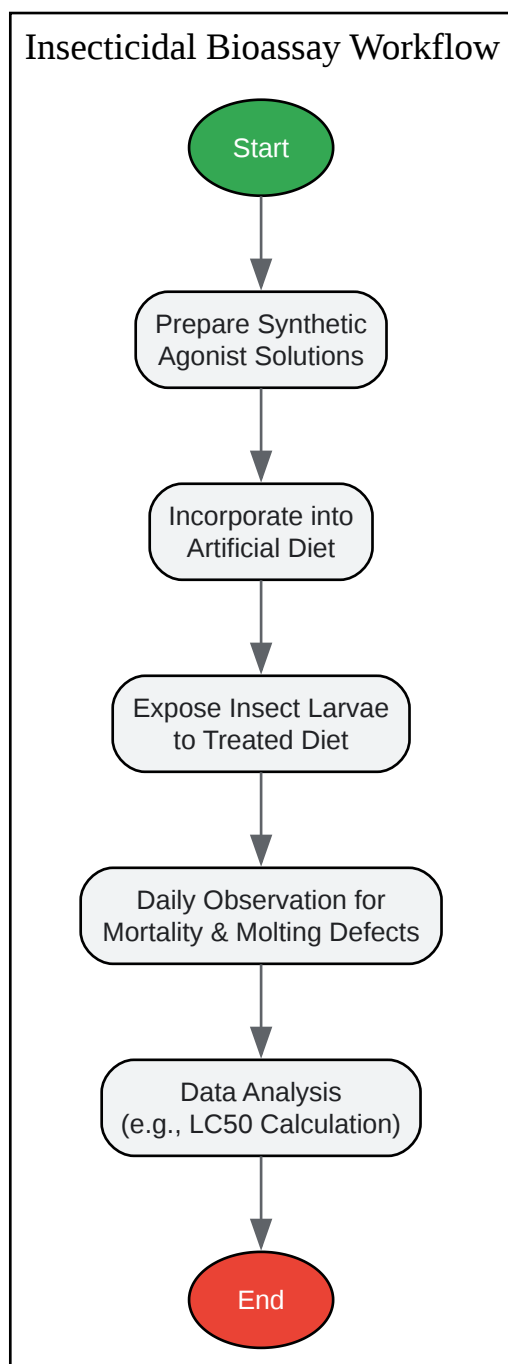 Insecticidal Bioassay Workflow
Start
Prepare Synthetic
Agonist Solutions
Incorporate into
Artificial Diet
Expose Insect Larvae
to Treated Diet
Daily Observation for
Mortality & Molting Defects
Data Analysis
(e.g., LC50 Calculation)
End